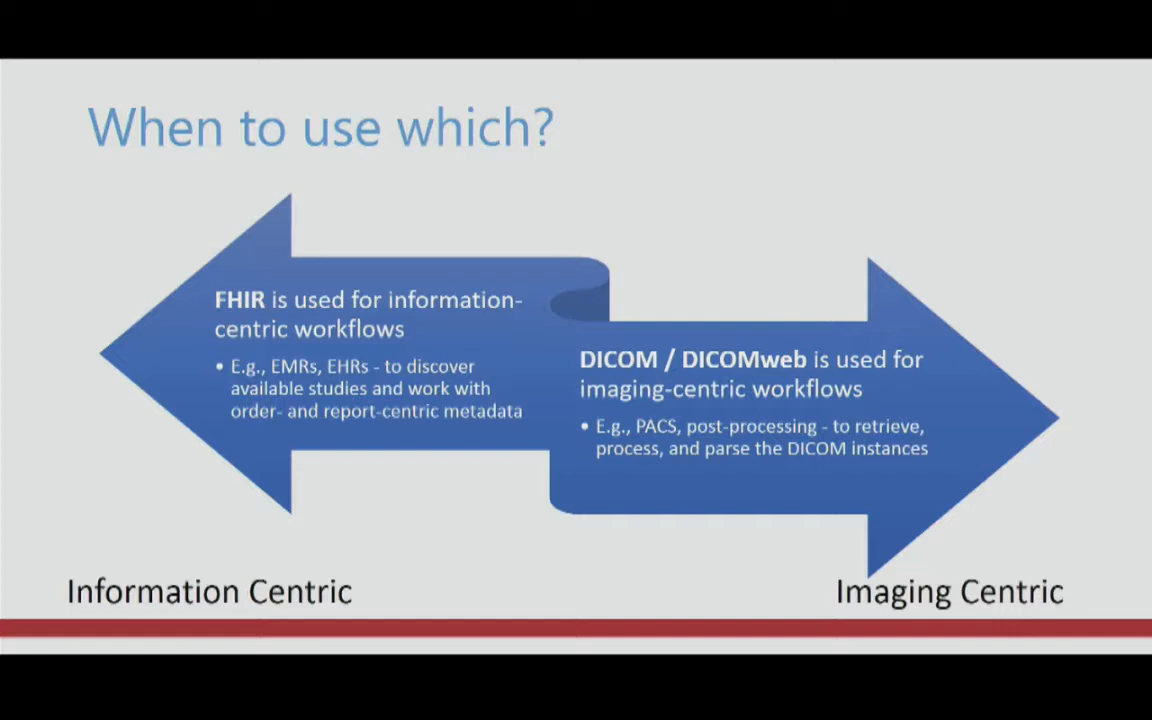 When to use which?
FHIR is used for information-
centric workflows
• E.g., EMRs, EHRs - to discover
available studies and work with
order- and report-centric metadata
DICOM / DICOMweb is used for
imaging-centric workflows
• E.g., PACS, post-processing - to retrieve,
process, and parse the DICOM instances
Information Centric
Imaging Centric